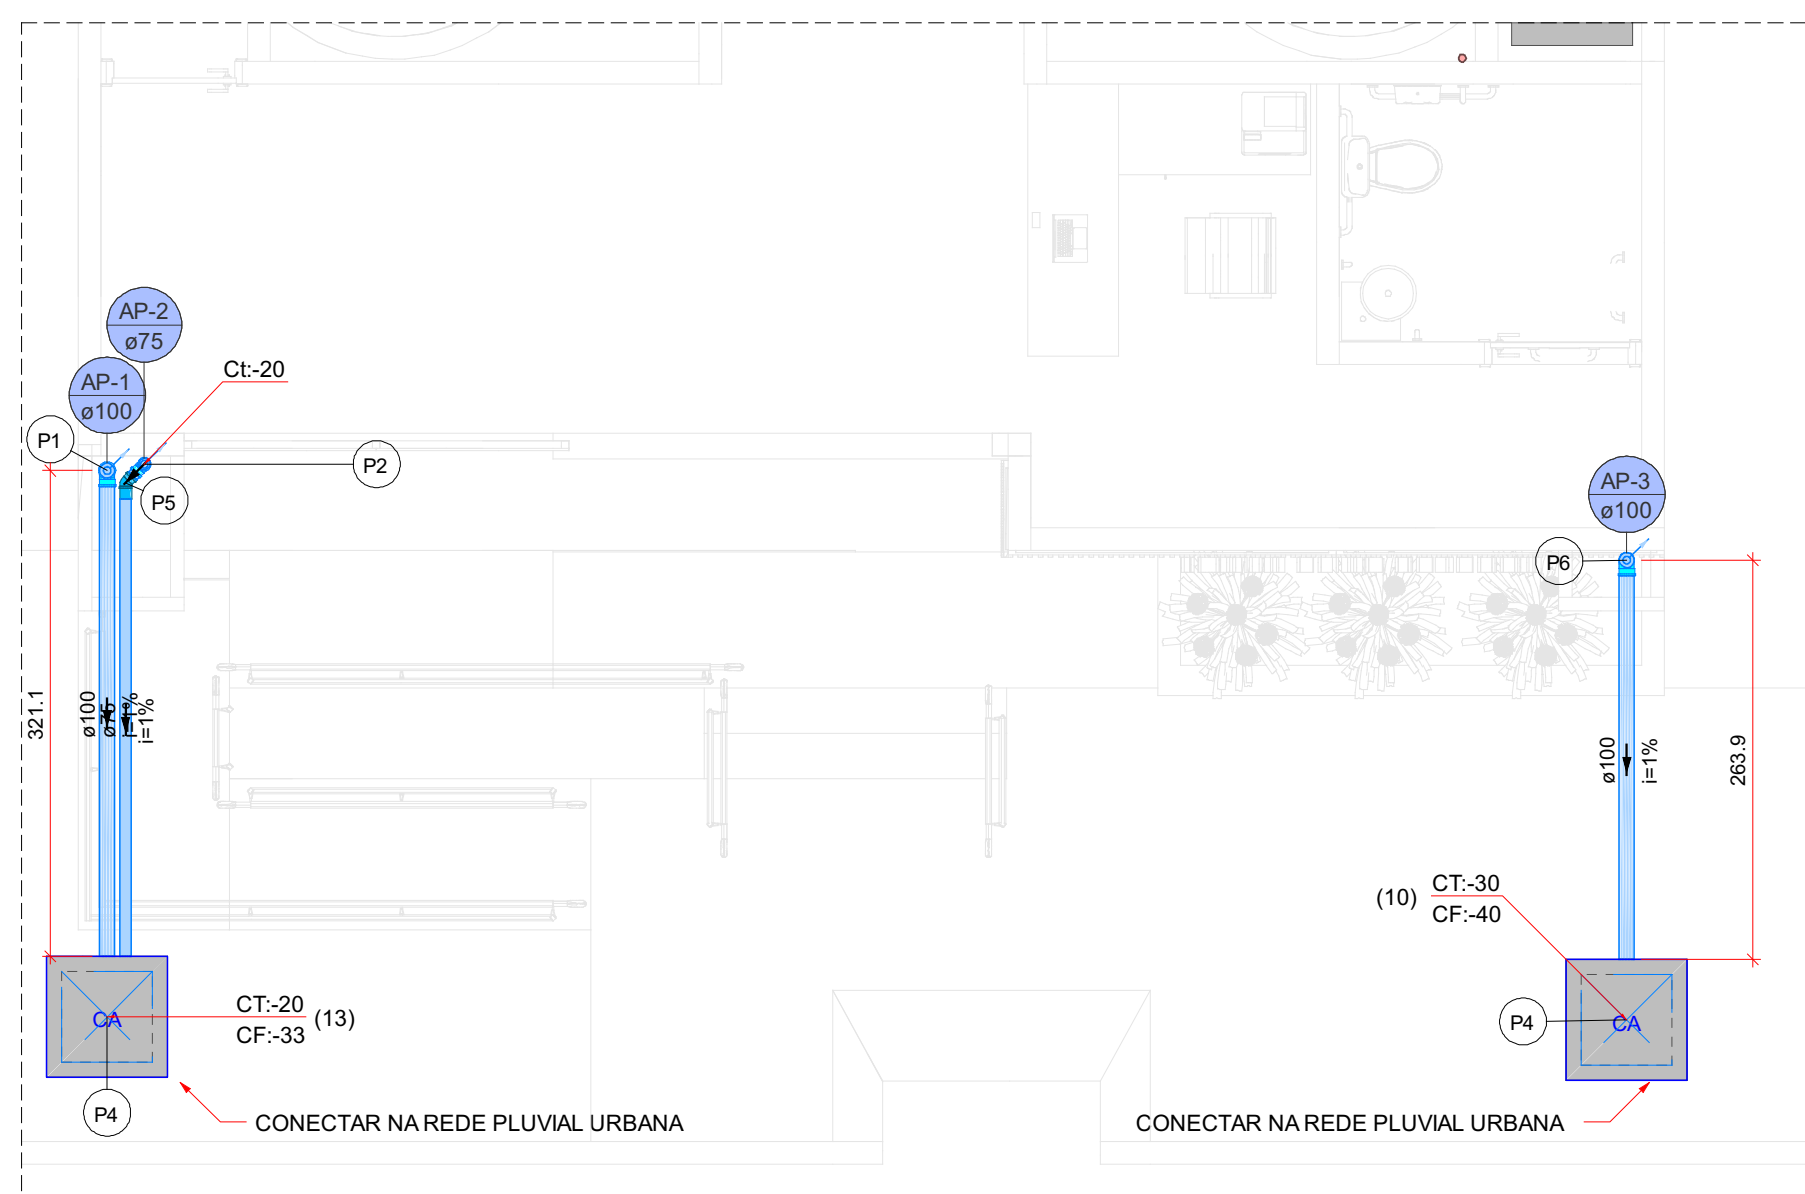 AP-2
ø75
AP-1
ø100
Ct:-20
P1
P2
P5
AP-3
ø100
P6
321.1
ø100
ø75
i=1%
i=1%
ø100
i=1%
263.9
(10)
CT:-30
CF:-40
CT:-20
CF:-33
(13)
CA
P4
CA
P4
CONECTAR NA REDE PLUVIAL URBANA
CONECTAR NA REDE PLUVIAL URBANA